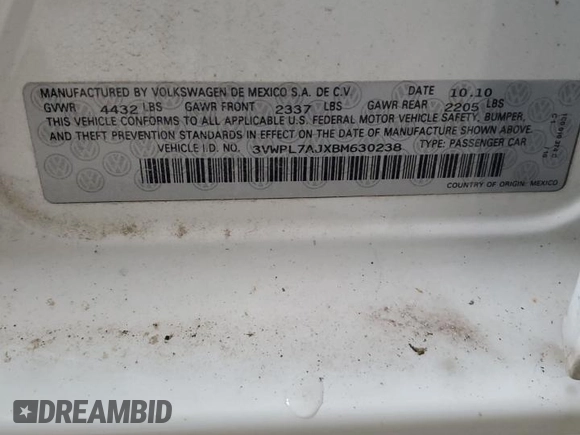 MANUFACTURED BY VOLKSWAGEN DE MEXICO S.A. DE C.V. DATE 10.10
GVWR 4432 LBS GAWR FRONT 2337 LBS GAWR REAR 2205 LBS
THIS VEHICLE CONFORMS TO ALL APPLICABLE U.S. FEDERAL MOTOR VEHICLE SAFETY, BUMPER,
AND THEFT PREVENTION STANDARDS IN EFFECT ON THE DATE OF MANUFACTURE SHOWN ABOVE.
VEHICLE I.D. NO. 3VWPL7AJXBM630238 TYPE: PASSENGER CAR
COUNTRY OF ORIGIN: MEXICO
DREAMBID